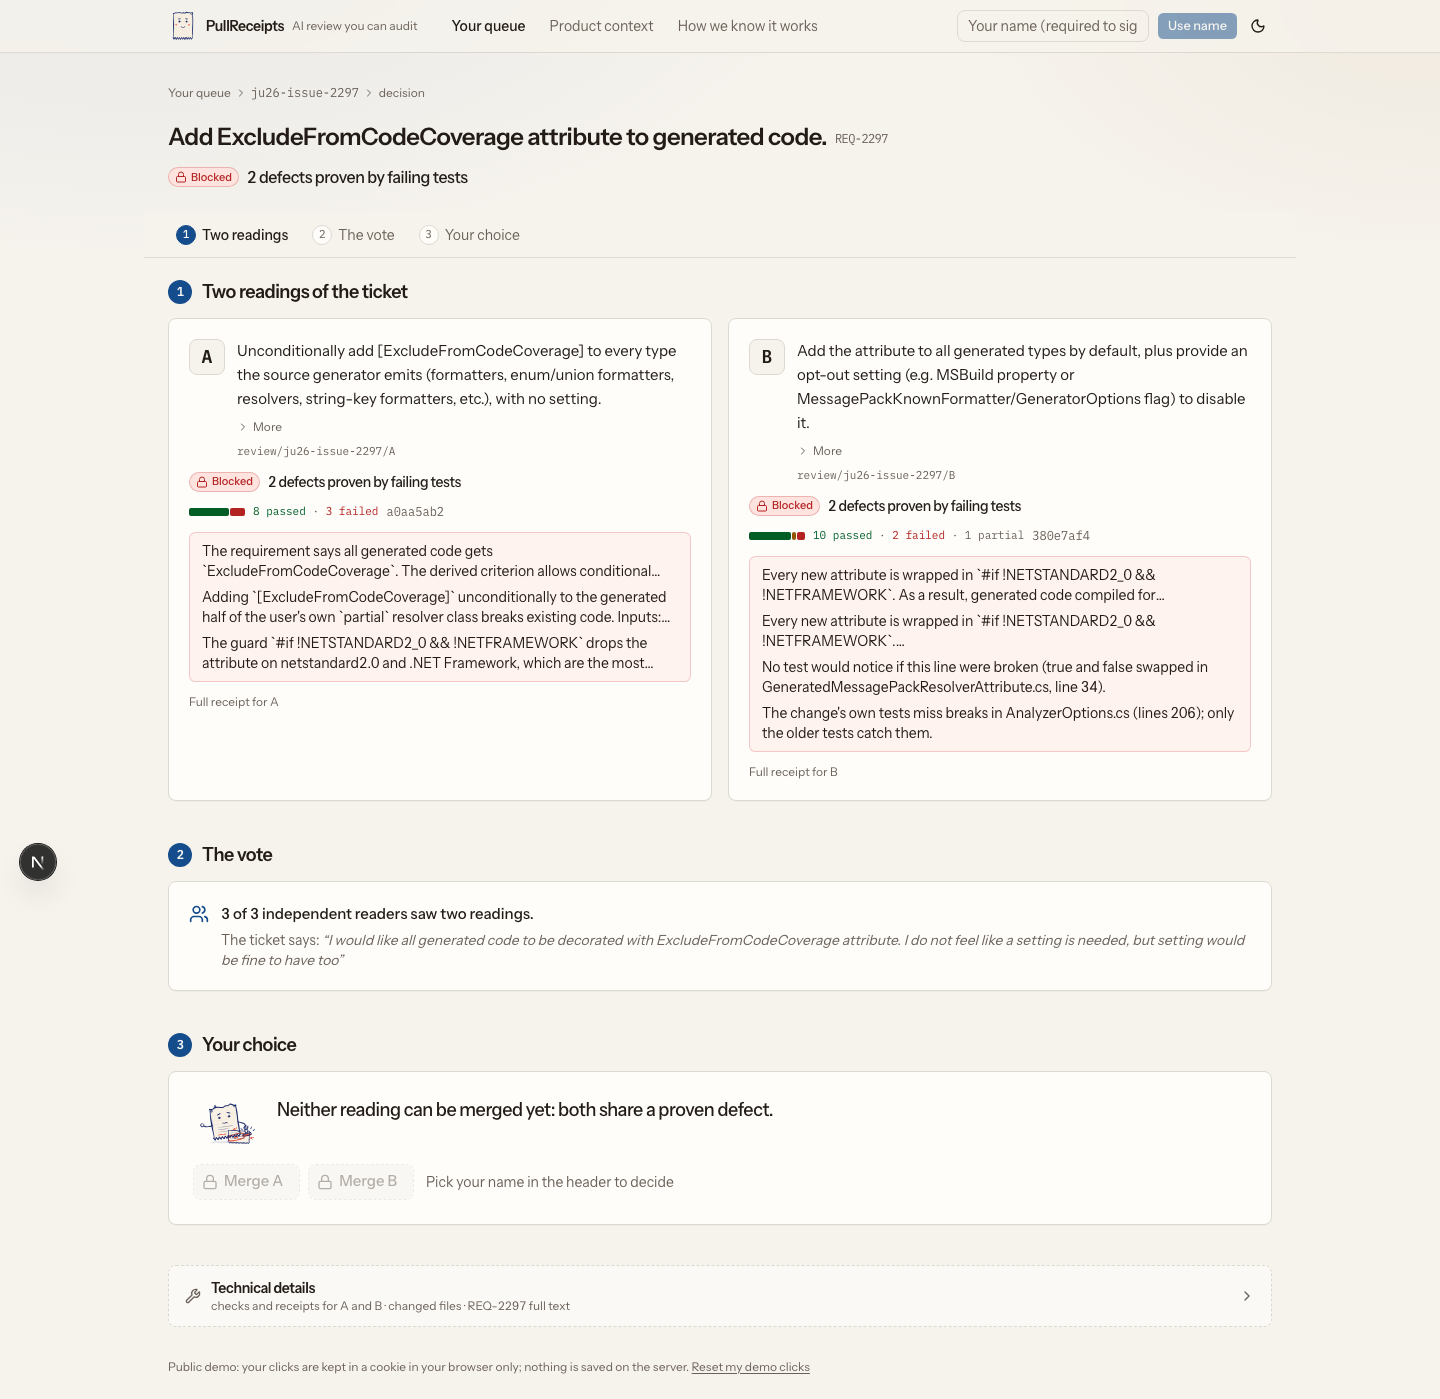 PullReceipts AI review you can audit Your queue Product context How we know it works Your name (required to sig Use name
Your queue > ju26-issue-2297 > decision
Add ExcludeFromCodeCoverage attribute to generated code. REQ-2297
Blocked 2 defects proven by failing tests
1 Two readings 2 The vote 3 Your choice
1 Two readings of the ticket
A Unconditionally add [ExcludeFromCodeCoverage] to every type
the source generator emits (formatters, enum/union formatters,
resolvers, string-key formatters, etc.), with no setting.
> More
review/ju26-issue-2297/A
Blocked 2 defects proven by failing tests
8 passed · 3 failed a0aa5ab2
The requirement says all generated code gets
`ExcludeFromCodeCoverage`. The derived criterion allows conditional...
Adding `[ExcludeFromCodeCoverage]` unconditionally to the generated
half of the user's own `partial` resolver class breaks existing code. Inputs:...
The guard `#if !NETSTANDARD2_0 && !NETFRAMEWORK` drops the
attribute on netstandard2.0 and .NET Framework, which are the most...
Full receipt for A
B Add the attribute to all generated types by default, plus provide an
opt-out setting (e.g. MSBuild property or
MessagePackKnownFormatter/GeneratorOptions flag) to disable
it.
> More
review/ju26-issue-2297/B
Blocked 2 defects proven by failing tests
10 passed · 2 failed · 1 partial 380e7af4
Every new attribute is wrapped in `#if !NETSTANDARD2_0 &&
!NETFRAMEWORK`. As a result, generated code compiled for...
Every new attribute is wrapped in `#if !NETSTANDARD2_0 &&
!NETFRAMEWORK`....
No test would notice if this line were broken (true and false swapped in
GeneratedMessagePackResolverAttribute.cs, line 34).
The change's own tests miss breaks in AnalyzerOptions.cs (lines 206); only
the older tests catch them.
Full receipt for B
N
2 The vote
3 of 3 independent readers saw two readings.
The ticket says: “I would like all generated code to be decorated with ExcludeFromCodeCoverage attribute. I do not feel like a setting is needed, but setting would
be fine to have too”
3 Your choice
Neither reading can be merged yet: both share a proven defect.
Merge A Merge B Pick your name in the header to decide
Technical details
checks and receipts for A and B · changed files · REQ-2297 full text
Public demo: your clicks are kept in a cookie in your browser only; nothing is saved on the server. Reset my demo clicks